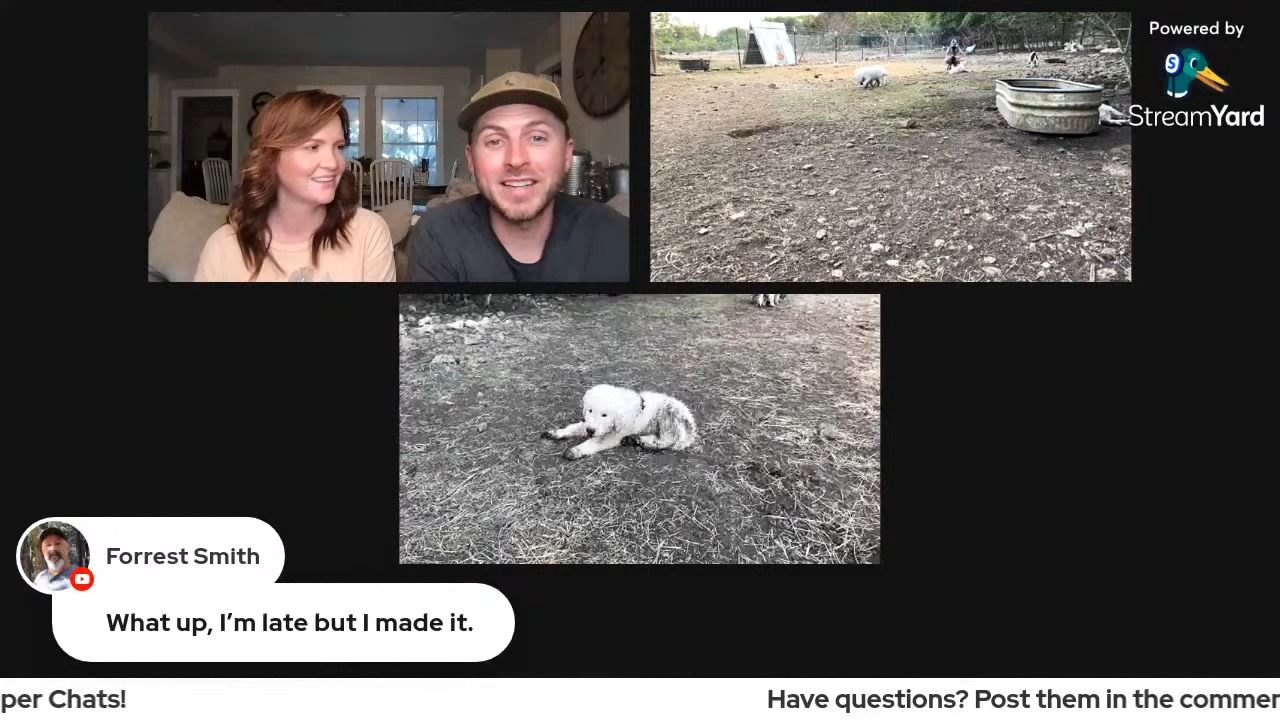 Powered by
S
StreamYard
Forrest Smith
What up, I’m late but I made it.
per Chats!
Have questions? Post them in the commer